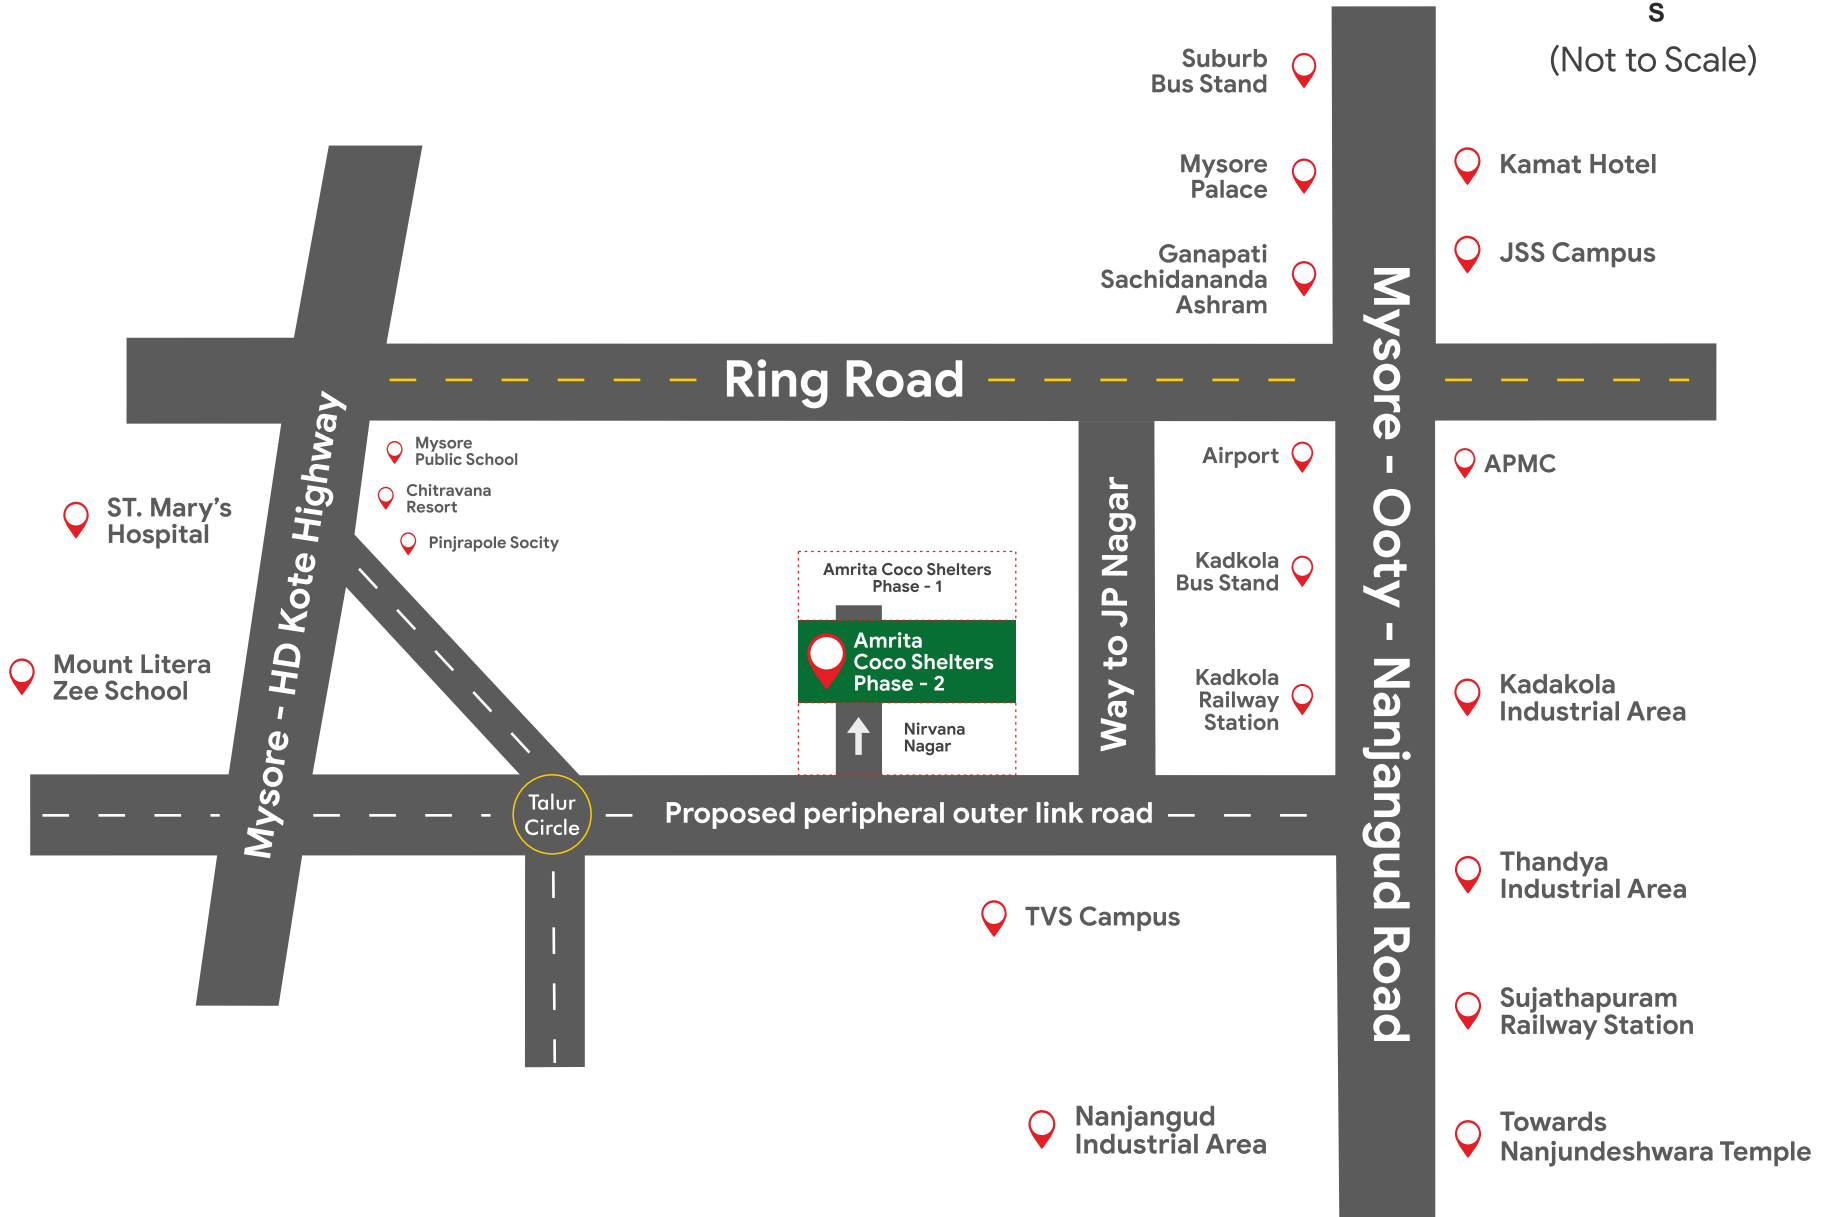 S
(Not to Scale)
Suburb
Bus Stand
Mysore
Palace
Kamat Hotel
Ganapati
Sachidananda
Ashram
JSS Campus
Ring Road
Mysore - Ooty - Nanjangud Road
Mysore - HD Kote Highway
Mysore
Public School
Chitravana
Resort
Pinjrapole Socity
ST. Mary's
Hospital
Mount Litera
Zee School
Airport
APMC
Way to JP Nagar
Kadkola
Bus Stand
Kadkola
Railway
Station
Kadakola
Industrial Area
Amrita Coco Shelters
Phase - 1
Amrita
Coco Shelters
Phase - 2
Nirvana
Nagar
Talur
Circle
Proposed peripheral outer link road
Thandya
Industrial Area
TVS Campus
Sujathapuram
Railway Station
Nanjangud
Industrial Area
Towards
Nanjundeshwara Temple